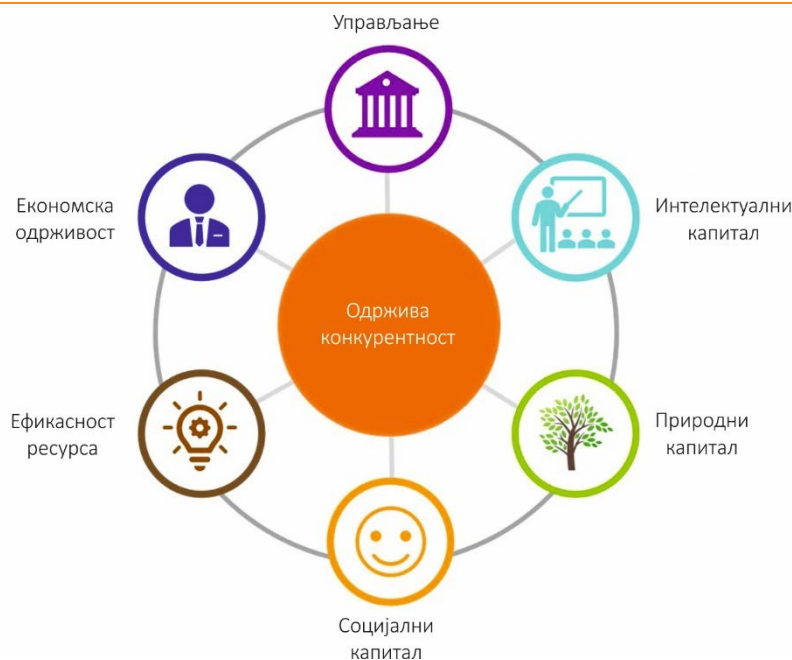 Управљање
Економска
одрживост
Интелектуални
капитал
Одржива
конкурентност
Ефикасност
ресурса
Природни
капитал
Социјални
капитал